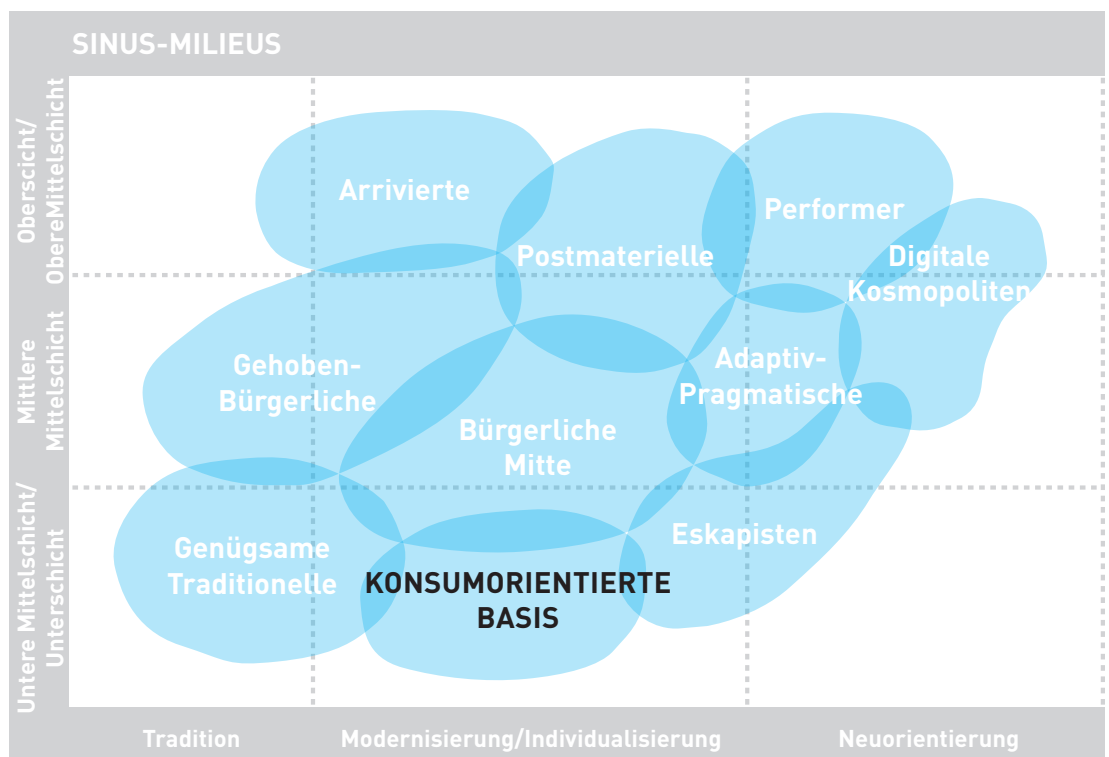 SINUS-MILIEUS
Oberscicht/
ObereMittelschicht
Mittlere
Mittelschicht
Untere Mittelschicht/
Unterschicht
Arrivierte
Postmaterielle
Performer
Digitale
Kosmopoliten
Gehoben-
Bürgerliche
Adaptiv-
Pragmatische
Bürgerliche
Mitte
Genügsame
Traditionelle
KONSUMORIENTIERTE
BASIS
Eskapisten
Tradition
Modernisierung/Individualisierung
Neuorientierung